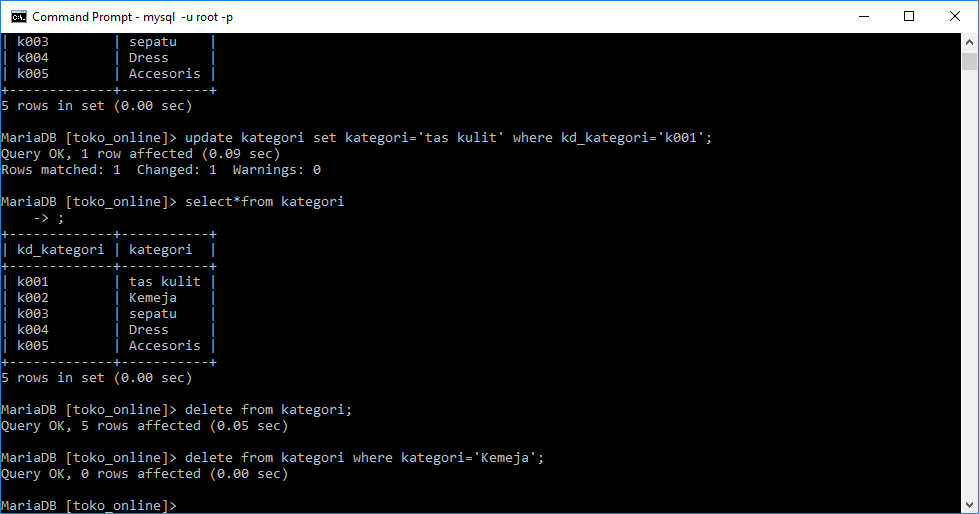 Command Prompt - mysql  -u root -p
| k003        | sepatu    |
| k004        | Dress     |
| k005        | Accesoris |
+-------------+-----------+
5 rows in set (0.00 sec)
MariaDB [toko_online]> update kategori set kategori='tas kulit' where kd_kategori='k001';
Query OK, 1 row affected (0.09 sec)
Rows matched: 1  Changed: 1  Warnings: 0
MariaDB [toko_online]> select*from kategori
    -> ;
+-------------+-----------+
| kd_kategori | kategori  |
+-------------+-----------+
| k001        | tas kulit |
| k002        | Kemeja    |
| k003        | sepatu    |
| k004        | Dress     |
| k005        | Accesoris |
+-------------+-----------+
5 rows in set (0.00 sec)
MariaDB [toko_online]> delete from kategori;
Query OK, 5 rows affected (0.05 sec)
MariaDB [toko_online]> delete from kategori where kategori='Kemeja';
Query OK, 0 rows affected (0.00 sec)
MariaDB [toko_online]>